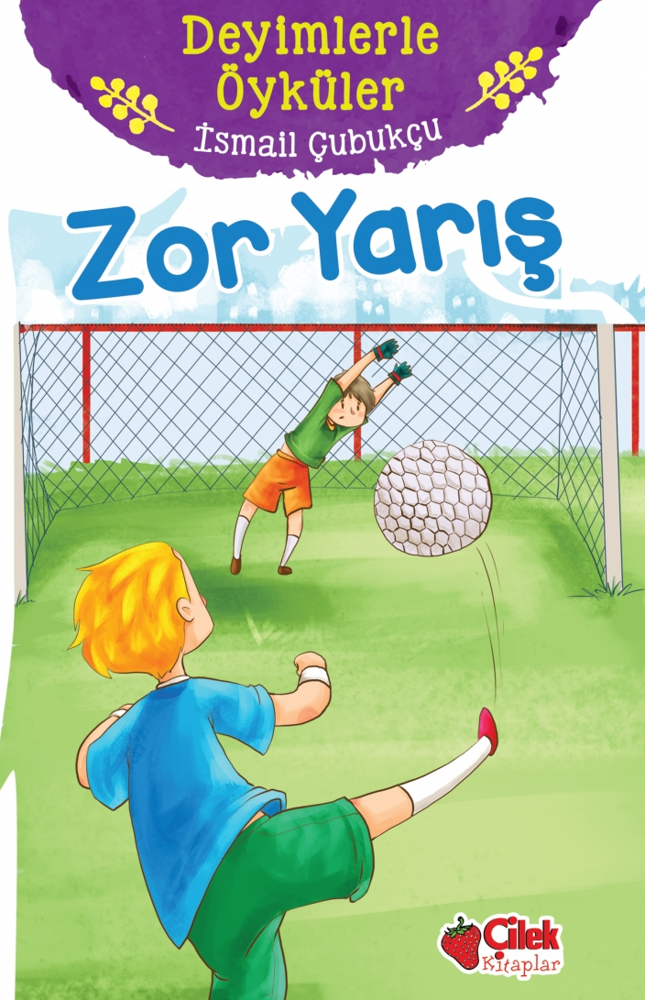 Deyimlerle
Öyküler
İsmail Çubukçu
Zor Yarış
Çilek
Kitaplar